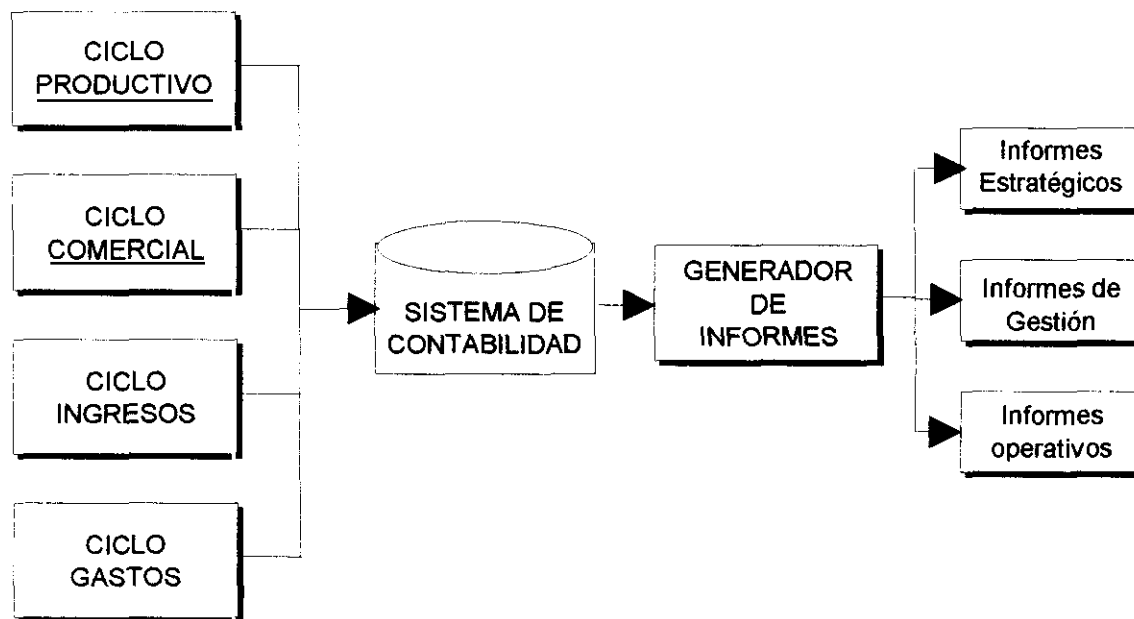 CICLO
PRODUCTIVO
CICLO
COMERCIAL
CICLO
INGRESOS
CICLO
GASTOS
SISTEMA DE
CONTABILIDAD
GENERADOR
DE
INFORMES
Informes
Estratégicos
Informes de
Gestión
Informes
operativos